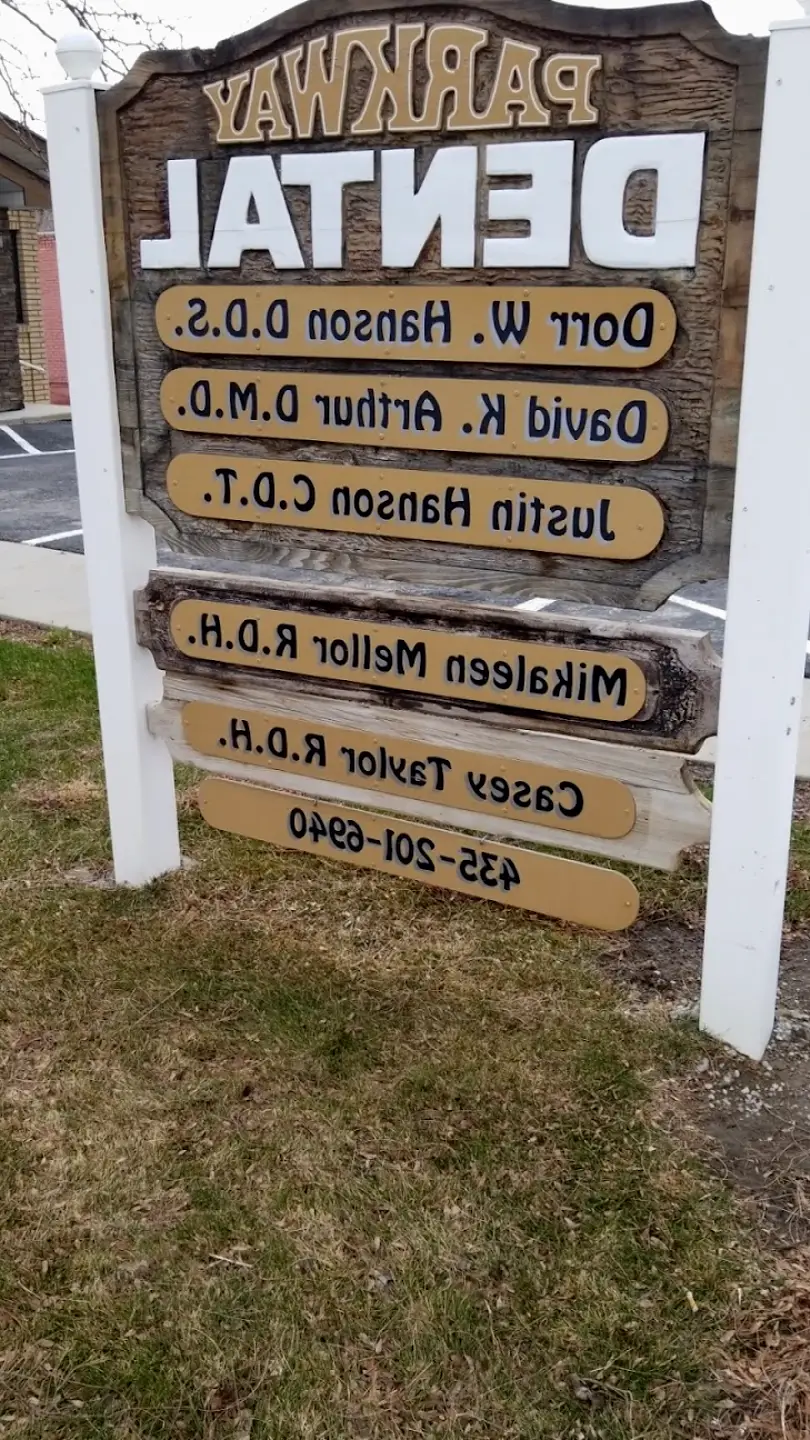 PARKWAY
DENTAL
Dorr W. Hanson D.D.S.
David K. Arthur D.M.D.
Justin Hanson C.D.T.
Mikaleen Mellor R.D.H.
Casey Taylor R.D.H.
435-201-6940